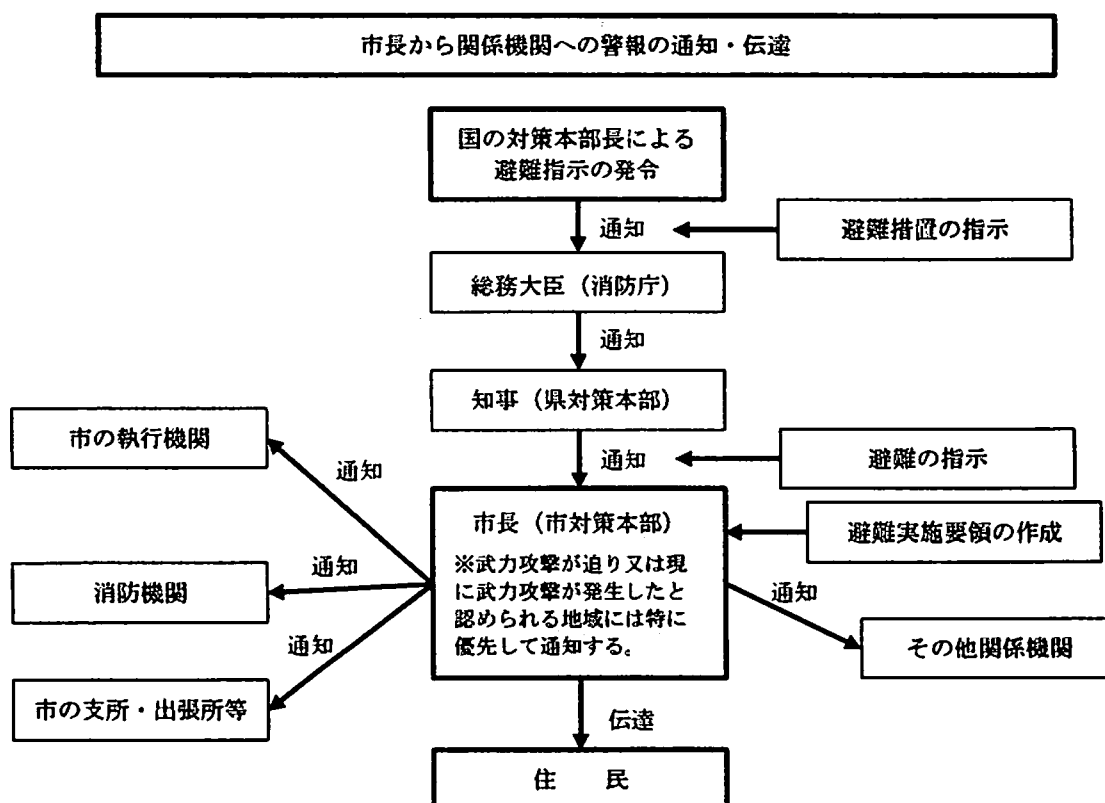 市長から関係機関への警報の通知・伝達
国の対策本部長による
避難指示の発令
通知
避難措置の指示
総務大臣（消防庁）
通知
知事（県対策本部）
市の執行機関
通知
通知
避難の指示
市長（市対策本部）
※武力攻撃が迫り又は現
に武力攻撃が発生したと
認められる地域には特に
優先して通知する。
避難実施要領の作成
通知
消防機関
通知
その他関係機関
通知
市の支所・出張所等
伝達
住　民